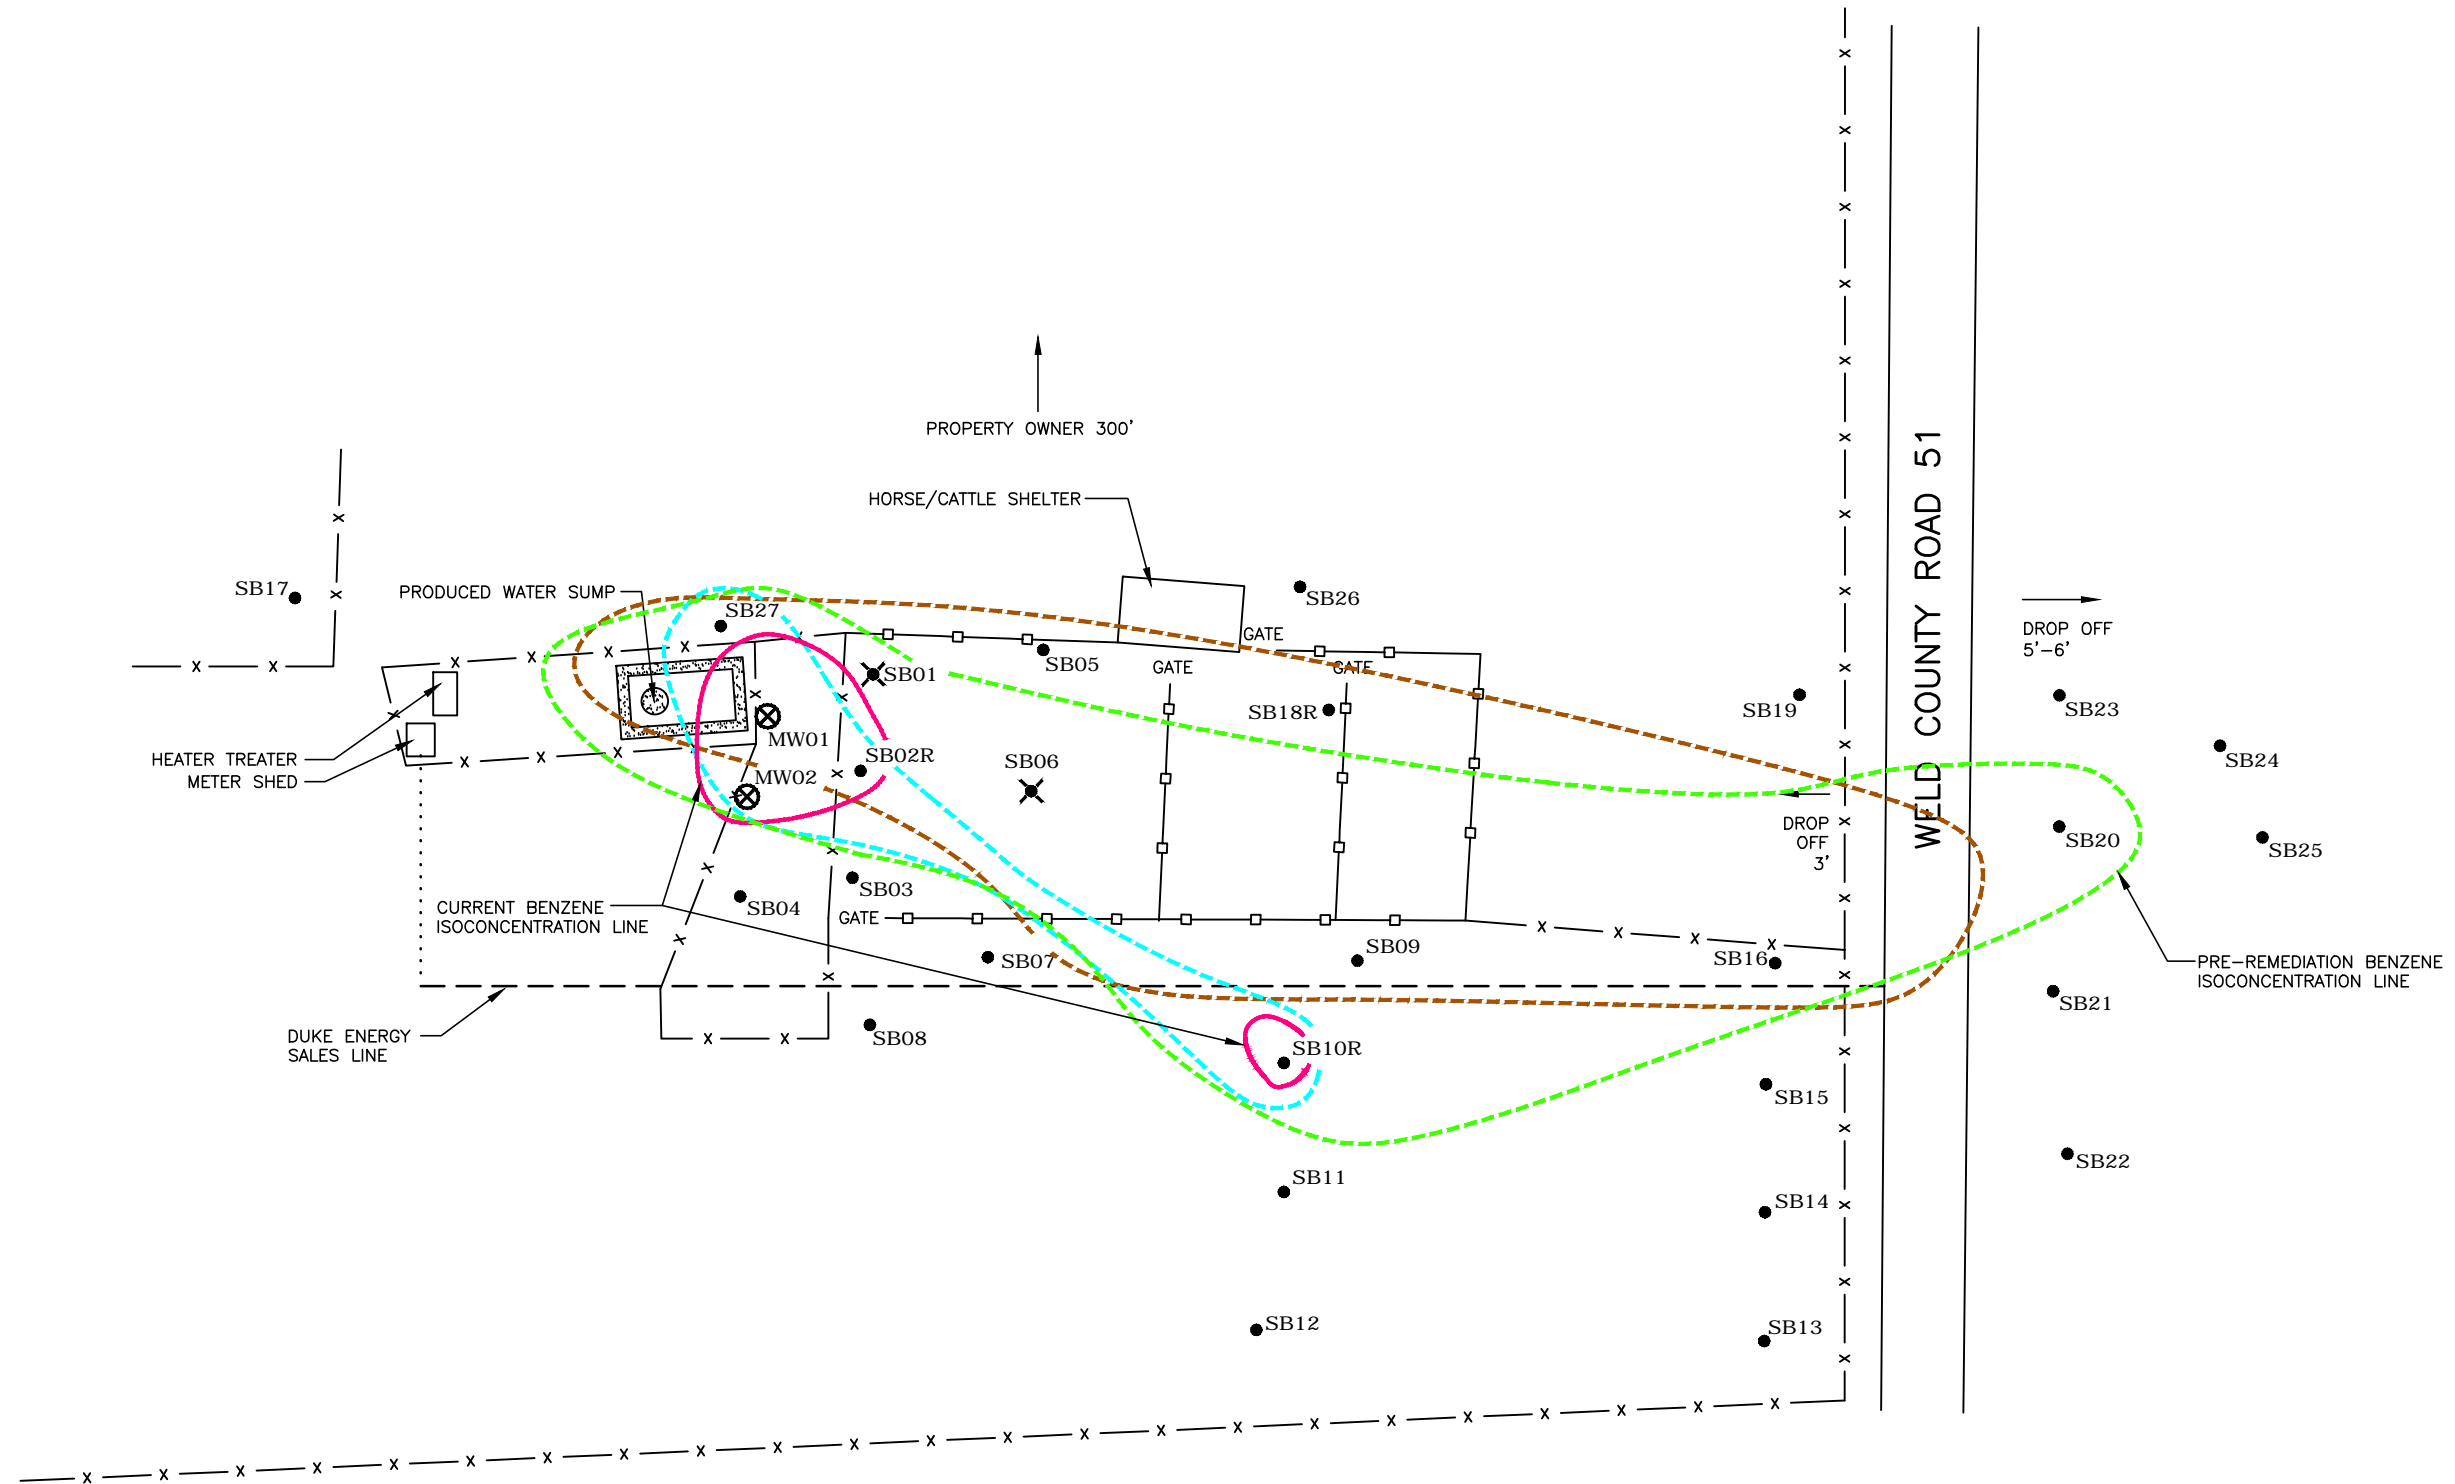 PROPERTY OWNER 300'
WELD COUNTY ROAD 51
HORSE/CATTLE SHELTER
SB17
PRODUCED WATER SUMP
SB27
SB26
GATE
DROP OFF
5'-6'
SB05
GATE
GATE
SB01
SB18R
SB19
SB23
MW01
SB02R
SB06
SB24
HEATER TREATER
METER SHED
MW02
DROP
OFF
3'
SB20
SB25
SB03
SB04
CURRENT BENZENE
ISOCONCENTRATION LINE
GATE
SB09
SB07
SB16
PRE-REMEDIATION BENZENE
ISOCONCENTRATION LINE
SB21
DUKE ENERGY
SALES LINE
SB08
SB10R
SB15
SB22
SB11
SB14
SB12
SB13